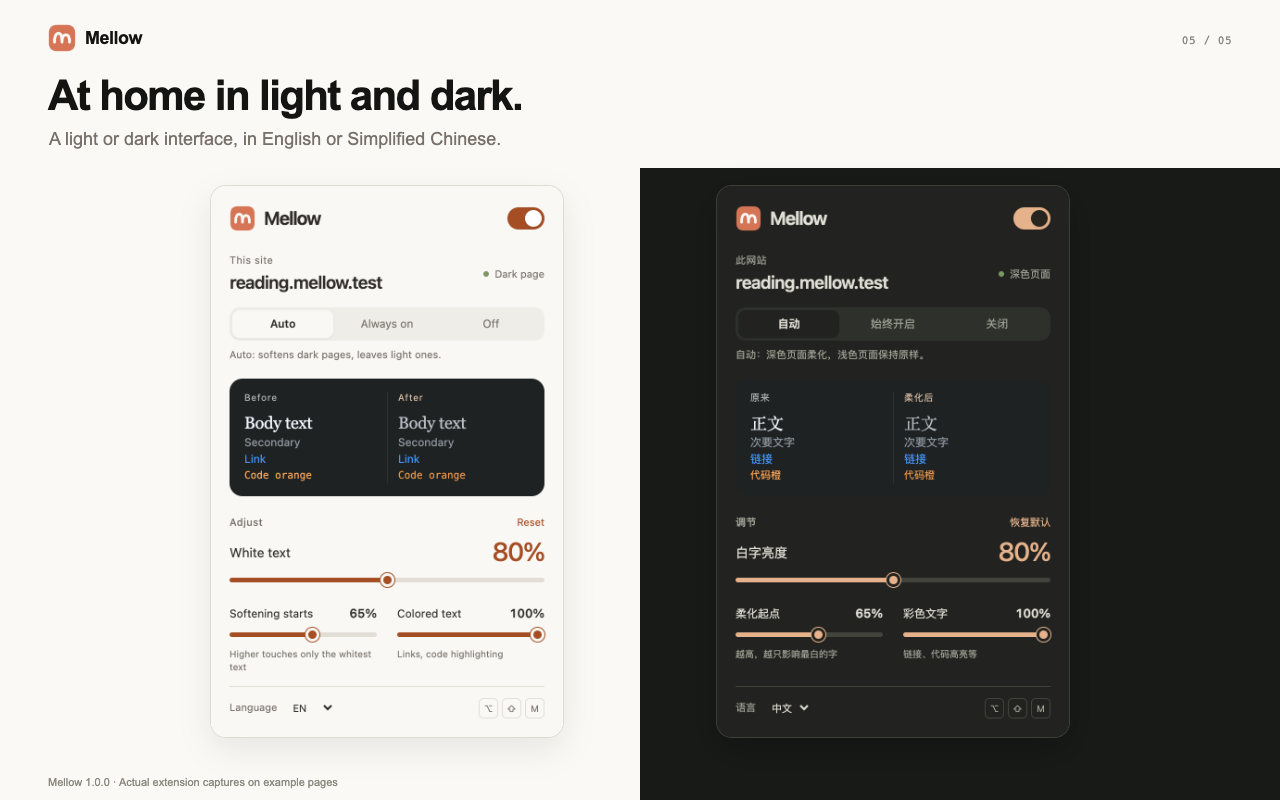 Mellow
05 / 05
At home in light and dark.
A light or dark interface, in English or Simplified Chinese.
Mellow
This site
reading.mellow.test
Dark page
Auto
Always on
Off
Auto: softens dark pages, leaves light ones.
Before
After
Body text
Body text
Secondary
Secondary
Link
Link
Code orange
Code orange
Adjust
Reset
White text
80%
Softening starts
65%
Colored text
100%
Higher touches only the whitest
text
Links, code highlighting
Language
EN
⌥
⇧
M
Mellow
此网站
reading.mellow.test
深色页面
自动
始终开启
关闭
自动：深色页面柔化，浅色页面保持原样。
原来
柔化后
正文
正文
次要文字
次要文字
链接
链接
代码橙
代码橙
调节
恢复默认
白字亮度
80%
柔化起点
65%
彩色文字
100%
越高，越只影响最白的字
链接、代码高亮等
语言
中文
⌥
⇧
M
Mellow 1.0.0 · Actual extension captures on example pages